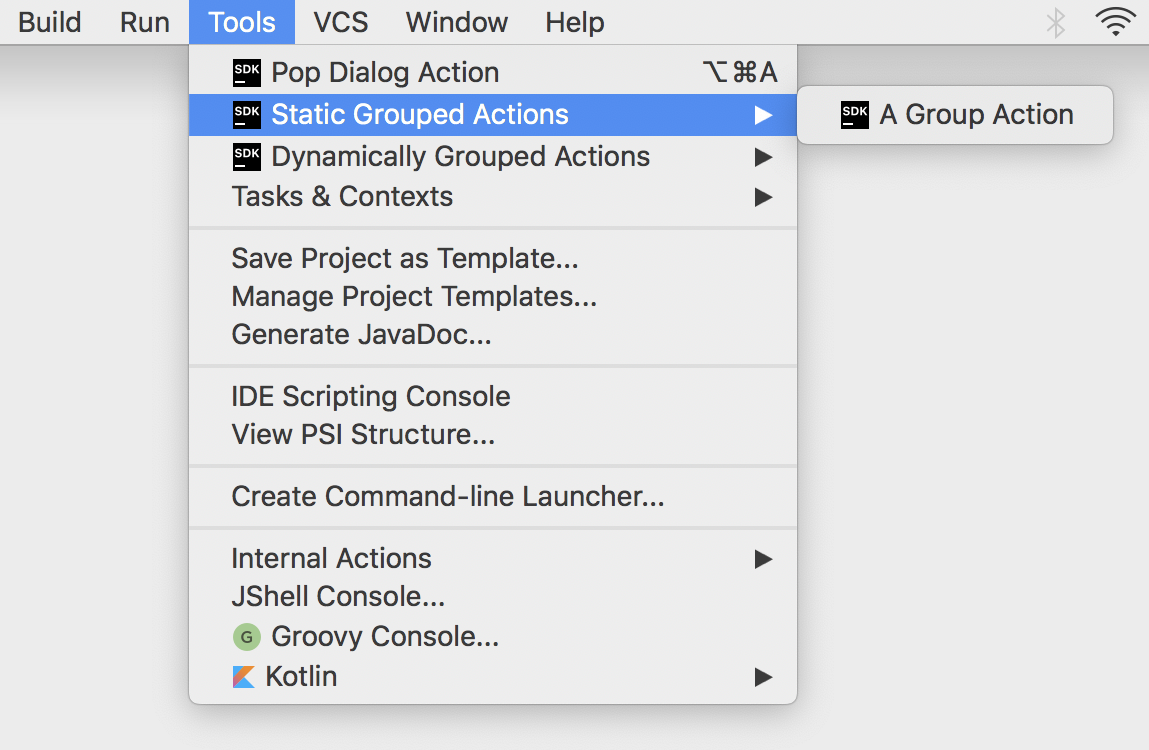 Build Run Tools VCS Window Help
SDK Pop Dialog Action ⌥⌘A
SDK Static Grouped Actions
SDK A Group Action
SDK Dynamically Grouped Actions
Tasks & Contexts
Save Project as Template...
Manage Project Templates...
Generate JavaDoc...
IDE Scripting Console
View PSI Structure...
Create Command-line Launcher...
Internal Actions
JShell Console...
G Groovy Console...
Kotlin